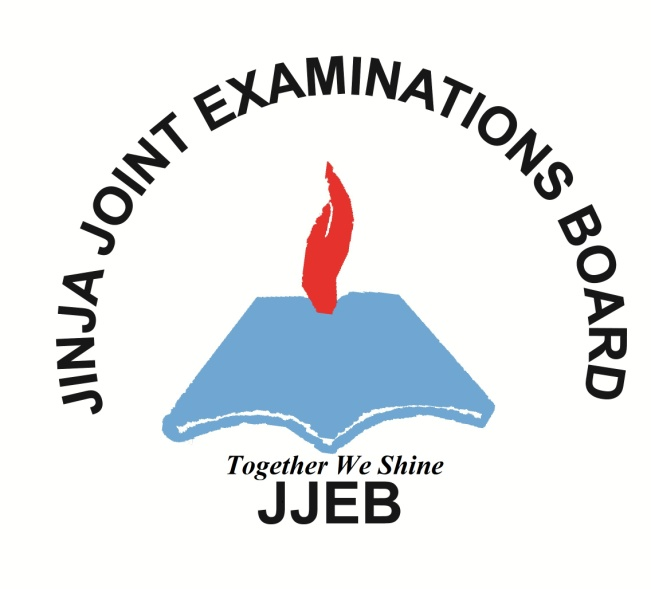 JINJA JOINT EXAMINATIONS BOARD
Together We Shine
JJEB